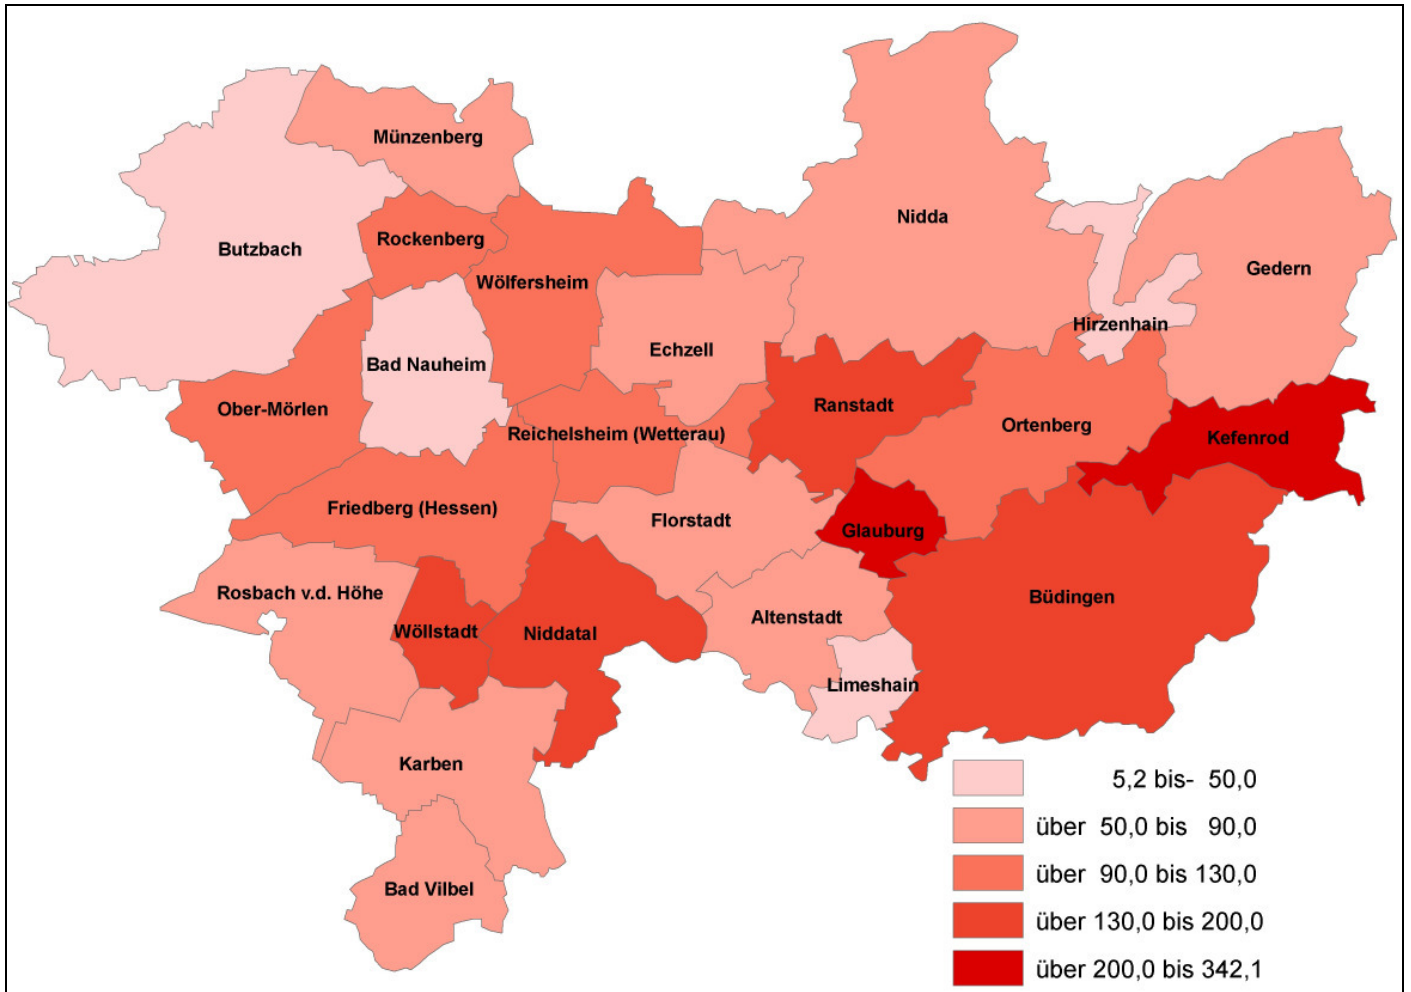 Münzenberg
Nidda
Rockenberg
Butzbach
Gedern
Wölfersheim
Hirzenhain
Echzell
Bad Nauheim
Ranstadt
Ober-Mörlen
Ortenberg
Reichelsheim (Wetterau)
Kefenrod
Friedberg (Hessen)
Florstadt
Glauburg
Rosbach v.d. Höhe
Büdingen
Altenstadt
Wöllstadt
Niddatal
Limeshain
Karben
Bad Vilbel
5,2 bis- 50,0
über 50,0 bis 90,0
über 90,0 bis 130,0
über 130,0 bis 200,0
über 200,0 bis 342,1